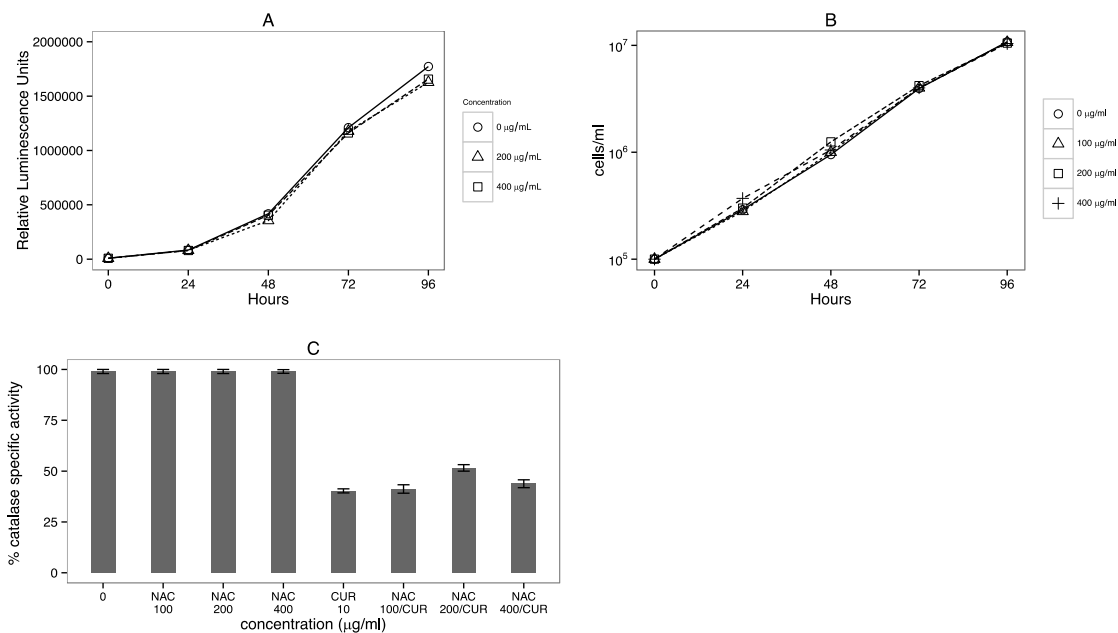 A
Relative Luminescence Units
2000000
1500000
1000000
500000
0
0 24 48 72 96
Hours
Concentration
0 µg/mL
200 µg/mL
400 µg/mL
B
cells/ml
10⁷
10⁶
10⁵
0 24 48 72 96
Hours
0 µg/ml
100 µg/ml
200 µg/ml
400 µg/ml
C
% catalase specific activity
100
75
50
25
0
0 NAC NAC NAC CUR NAC NAC NAC
100 200 400 10 100/CUR 200/CUR 400/CUR
concentration (µg/ml)